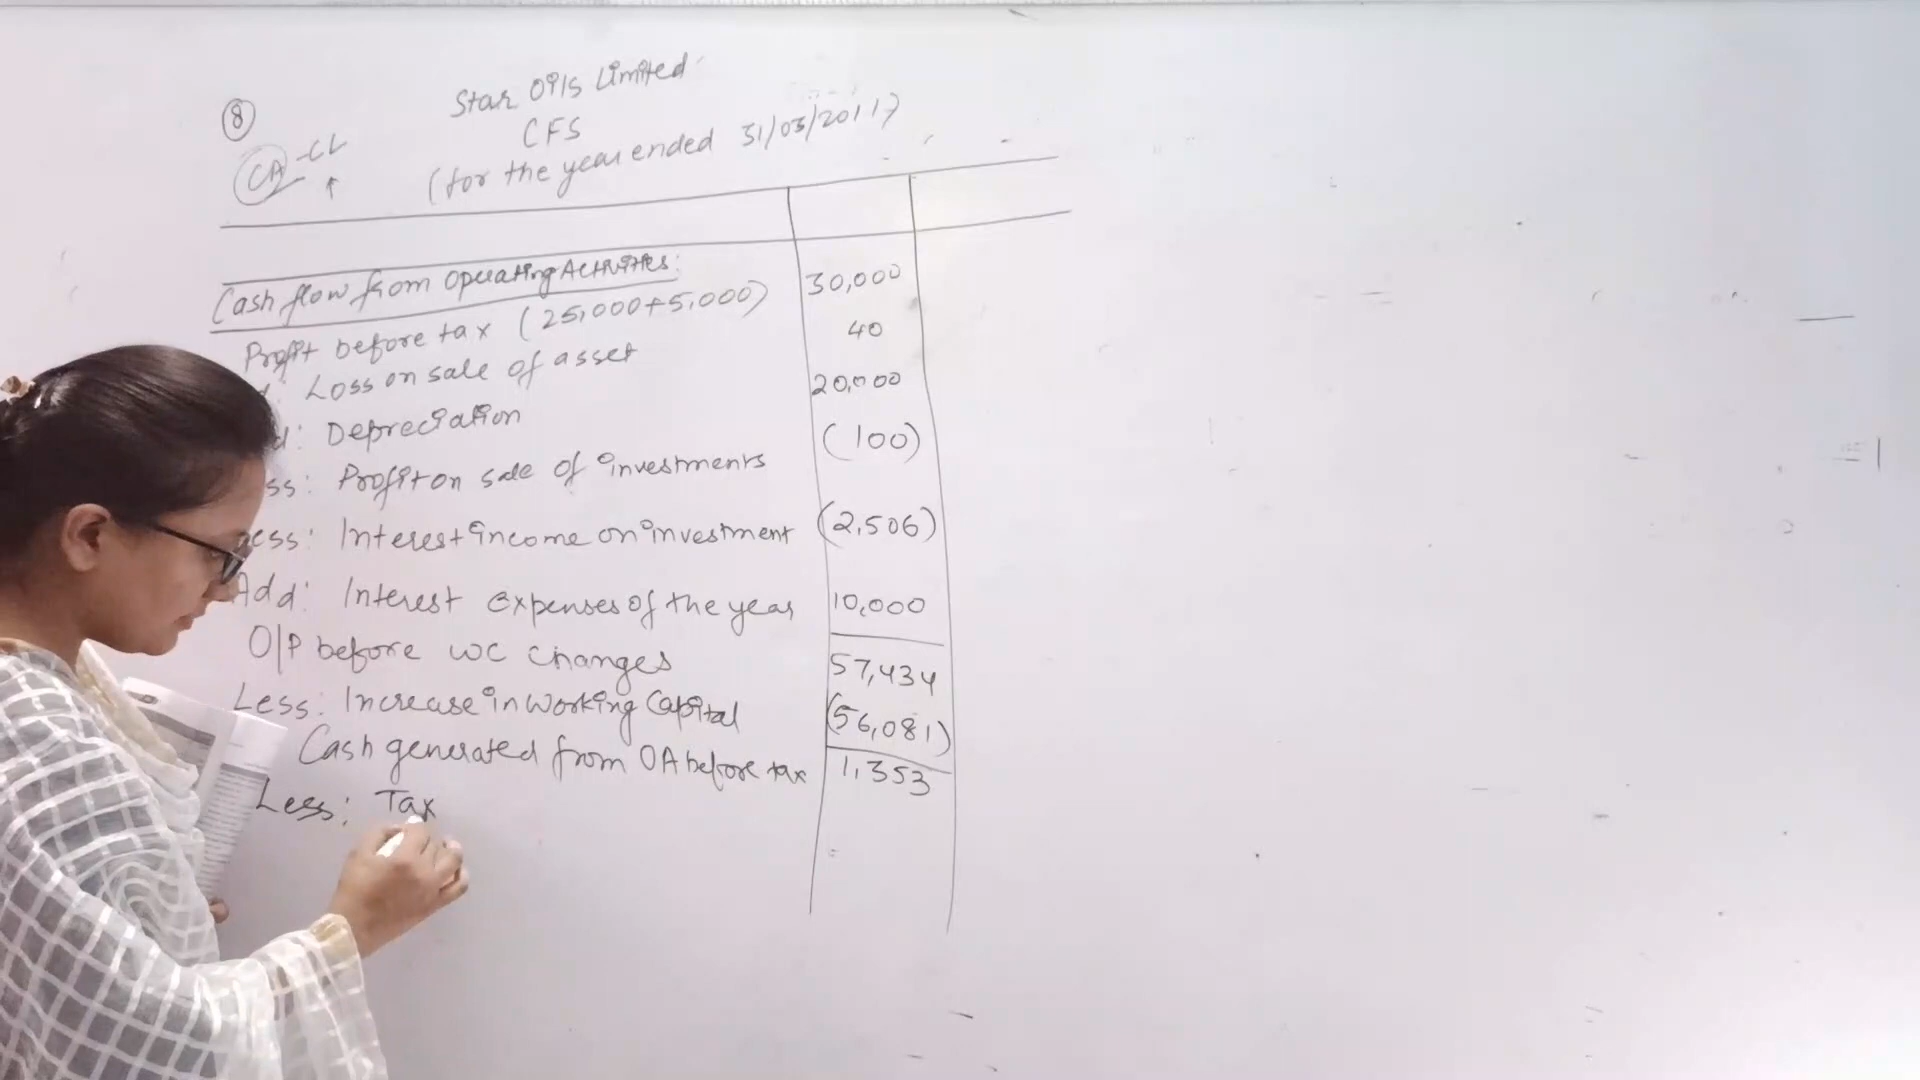 8
Star Oils Limited
CA - CL
CFS
(for the year ended 31/03/2011)
Cash flow from Operating Activities:
Profit before tax (25,000+5,000) 30,000
Loss on sale of asset 40
Depreciation 20,000
Profit on sale of investments (100)
Interest income on investment (2,506)
Add: Interest expenses of the year 10,000
O/P before WC changes 57,434
Less: Increase in Working Capital (56,081)
Cash generated from OA before tax 1,353
Less: Tax